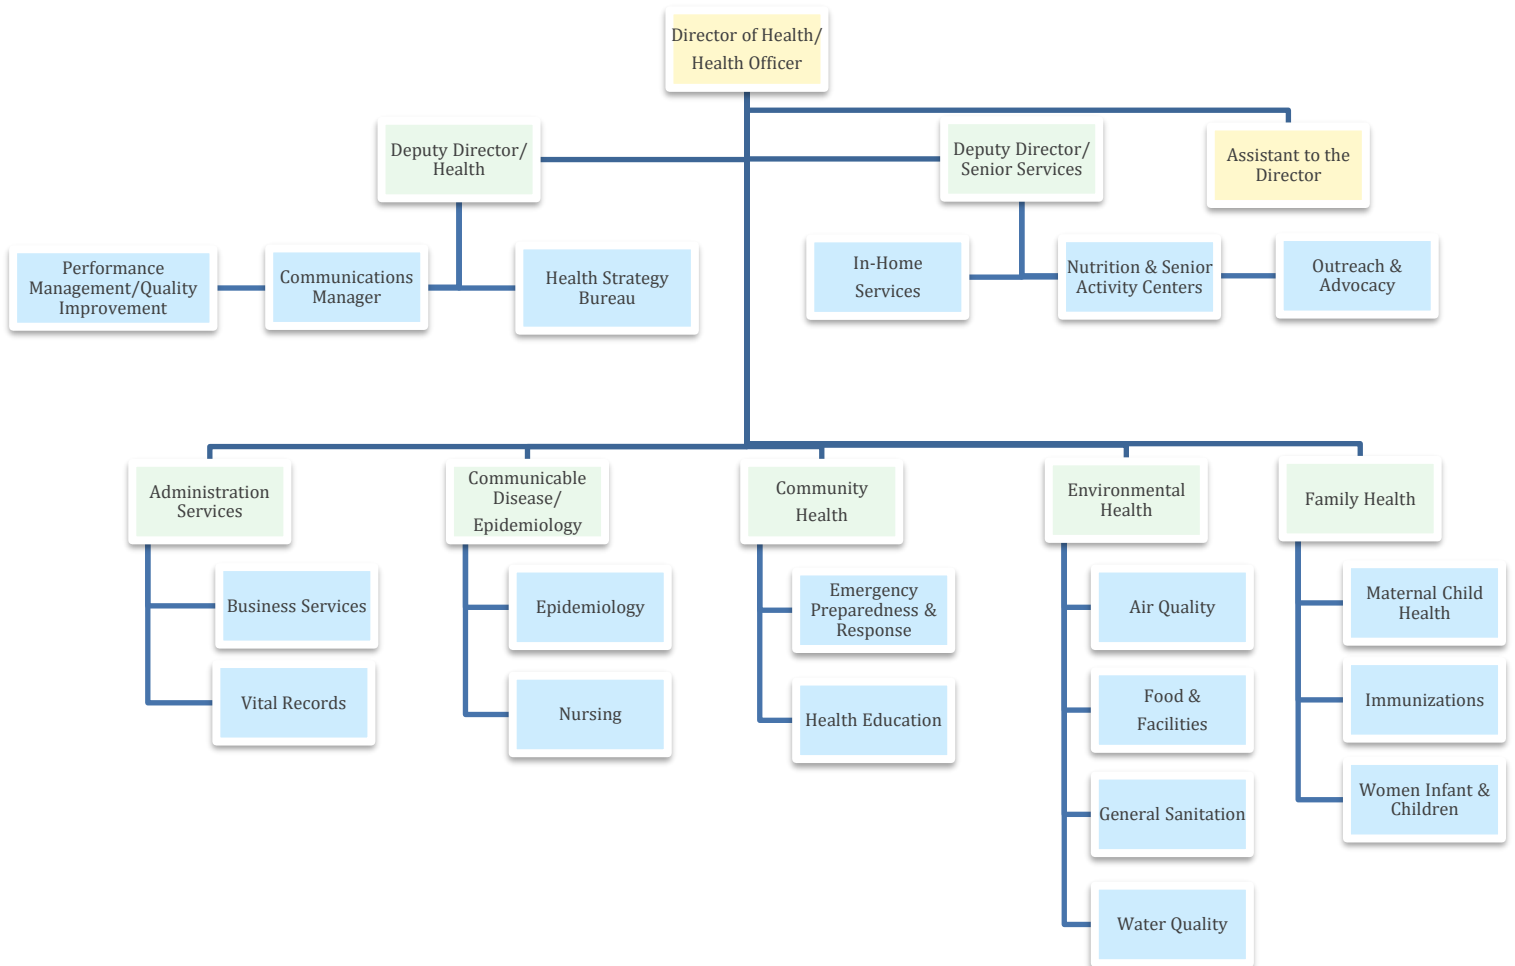 Director of Health/
Health Officer
Deputy Director/
Health
Deputy Director/
Senior Services
Assistant to the
Director
Performance
Management/Quality
Improvement
Communications
Manager
Health Strategy
Bureau
In-Home
Services
Nutrition & Senior
Activity Centers
Outreach &
Advocacy
Administration
Services
Communicable
Disease/
Epidemiology
Community
Health
Environmental
Health
Family Health
Business Services
Vital Records
Epidemiology
Nursing
Emergency
Preparedness &
Response
Health Education
Air Quality
Food &
Facilities
General Sanitation
Water Quality
Maternal Child
Health
Immunizations
Women Infant &
Children